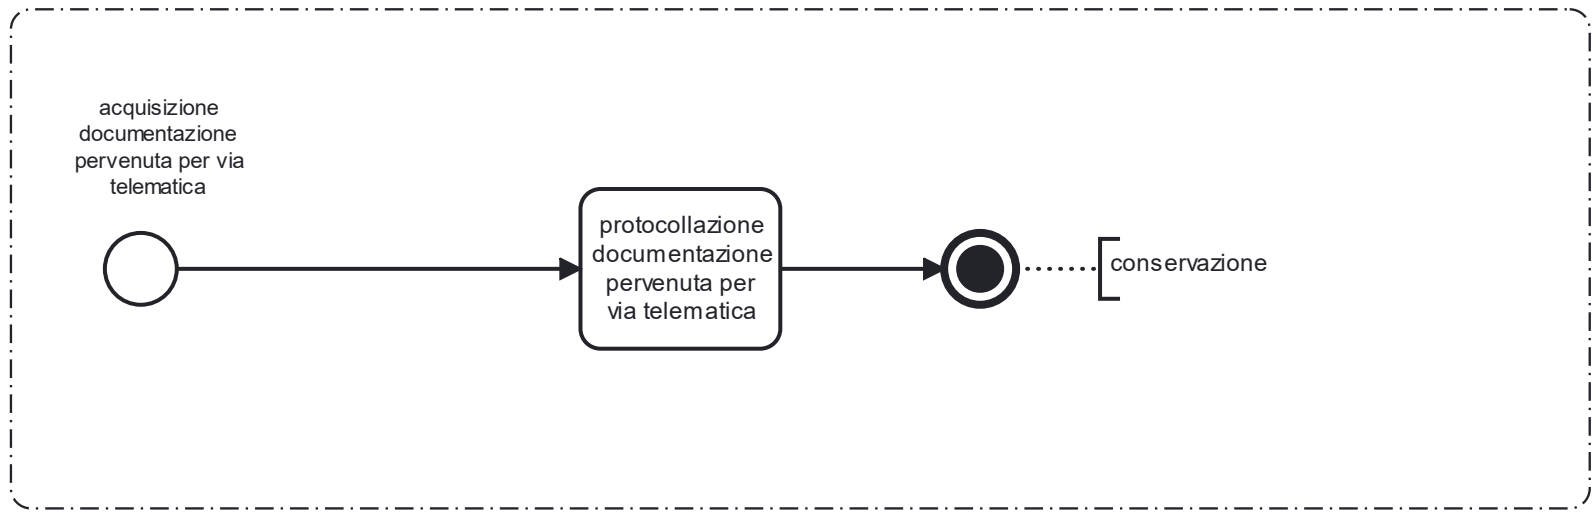 acquisizione
documentazione
pervenuta per via
telematica
protocollazione
documentazione
pervenuta per
via telematica
conservazione